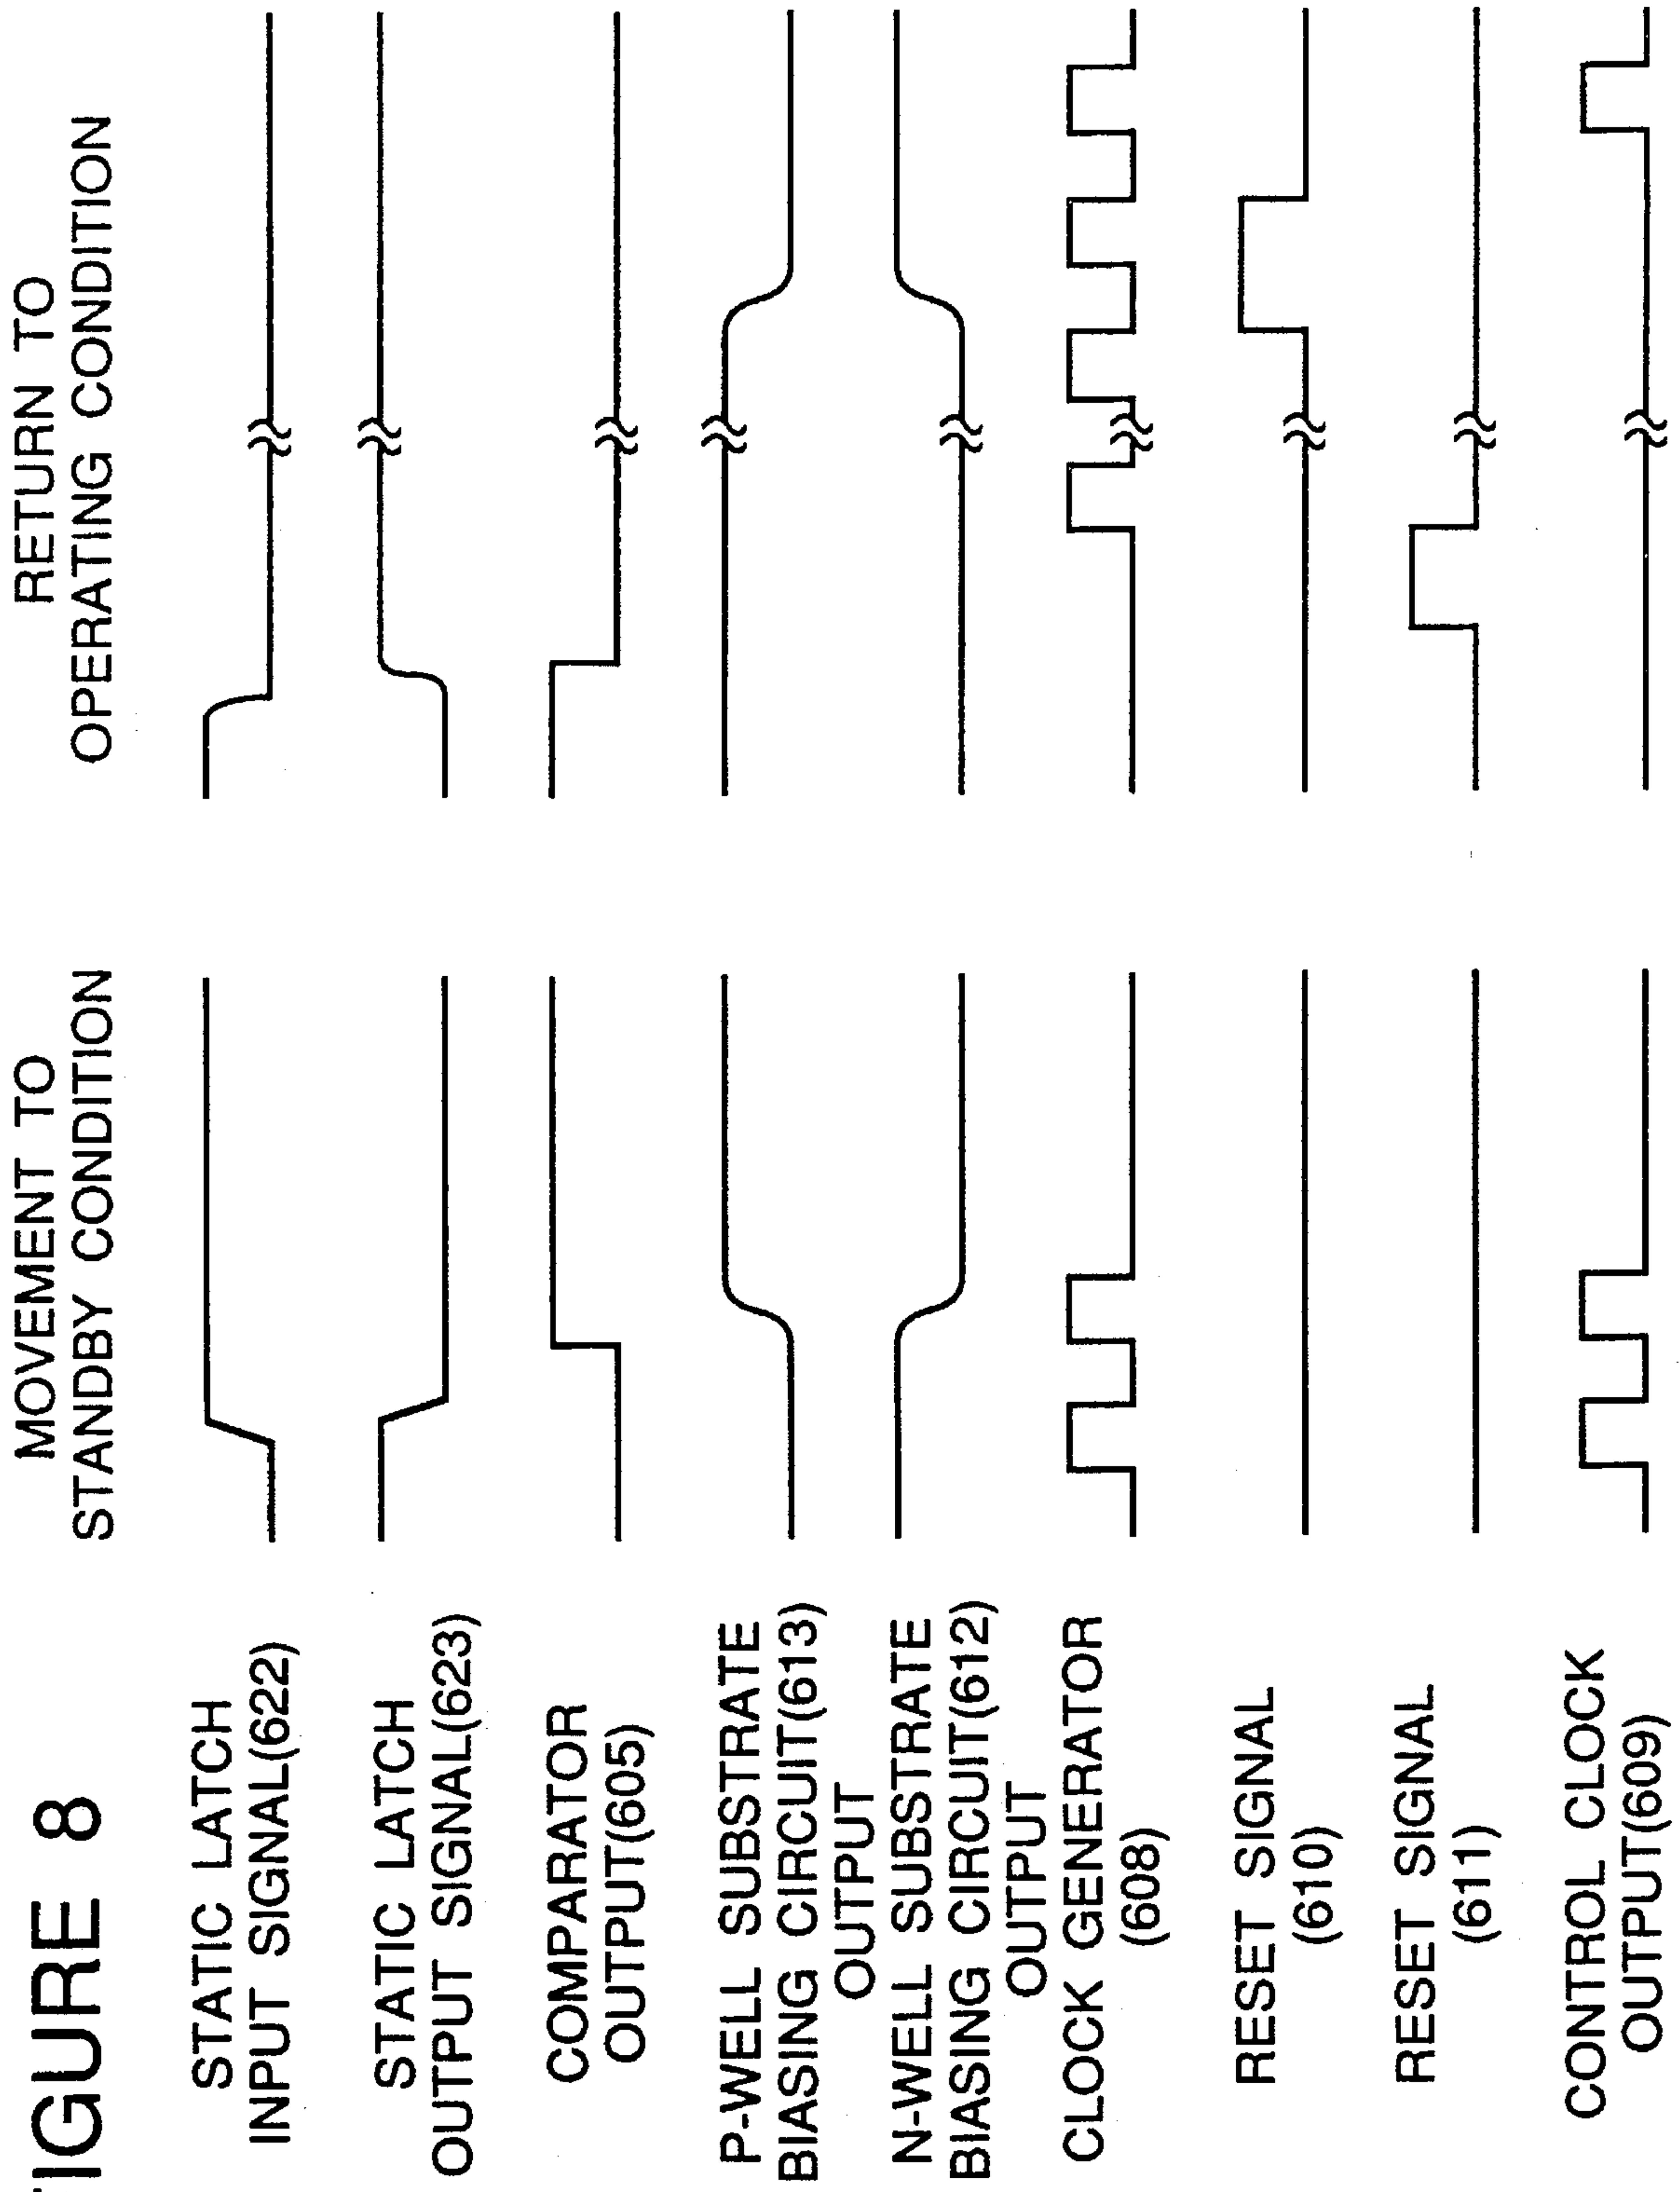 FIGURE 8
MOVEMENT TO
STANDBY CONDITION
RETURN TO
OPERATING CONDITION
STATIC LATCH
INPUT SIGNAL(622)
STATIC LATCH
OUTPUT SIGNAL(623)
COMPARATOR
OUTPUT(605)
P-WELL SUBSTRATE
BIASING CIRCUIT(613)
OUTPUT
N-WELL SUBSTRATE
BIASING CIRCUIT(612)
OUTPUT
CLOCK GENERATOR
(608)
RESET SIGNAL
(610)
RESET SIGNAL
(611)
CONTROL CLOCK
OUTPUT(609)